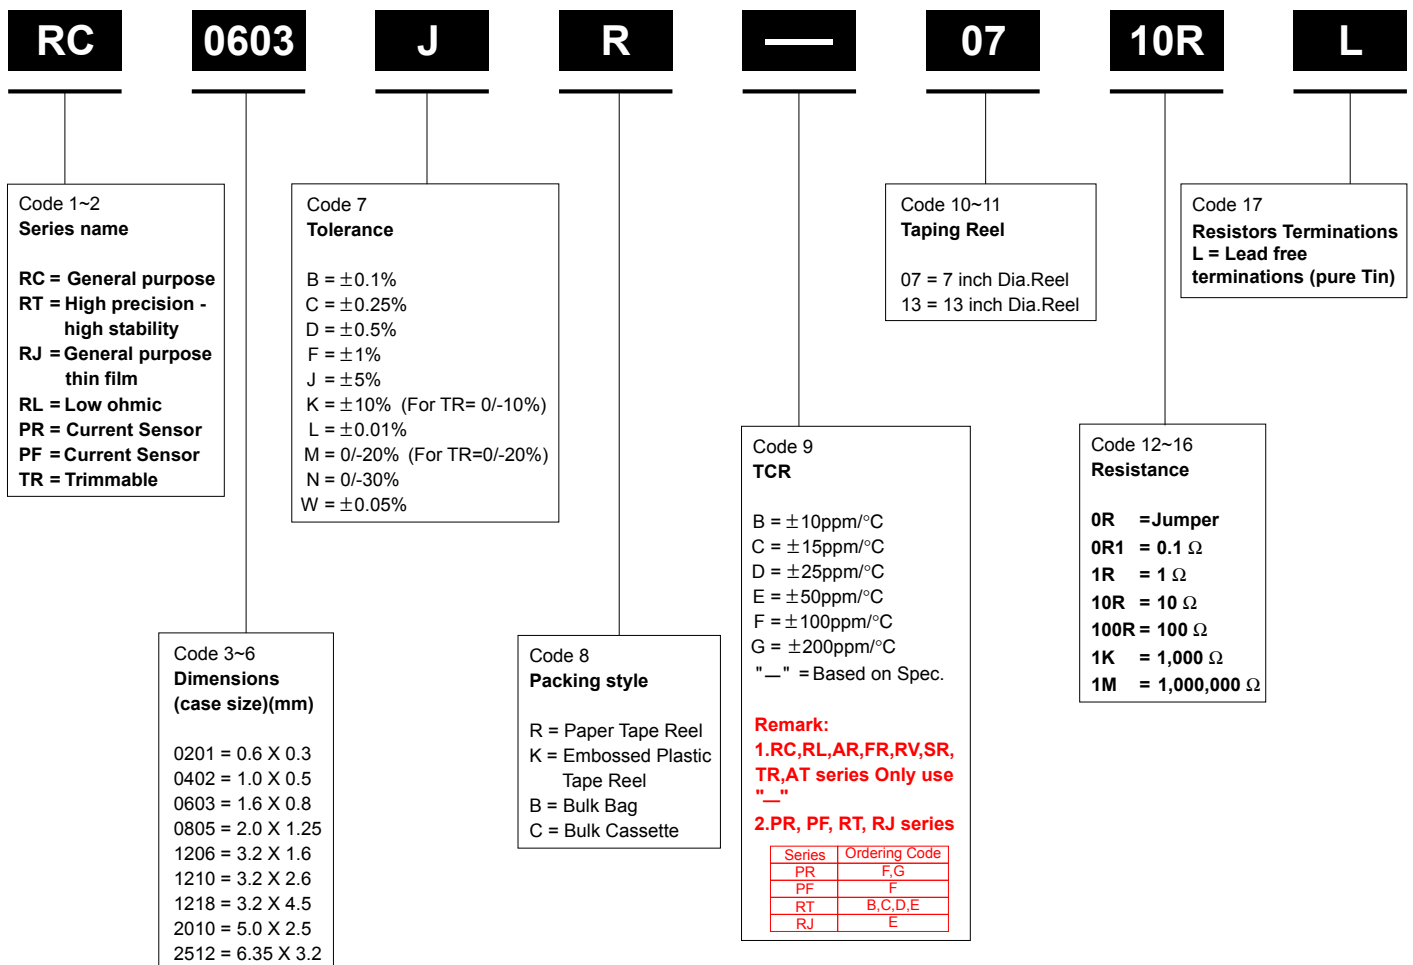 RC 0603 J R — 07 10R L
Code 1~2
Series name
RC = General purpose
RT = High precision -
high stability
RJ = General purpose
thin film
RL = Low ohmic
PR = Current Sensor
PF = Current Sensor
TR = Trimmable
Code 3~6
Dimensions
(case size)(mm)
0201 = 0.6 X 0.3
0402 = 1.0 X 0.5
0603 = 1.6 X 0.8
0805 = 2.0 X 1.25
1206 = 3.2 X 1.6
1210 = 3.2 X 2.6
1218 = 3.2 X 4.5
2010 = 5.0 X 2.5
2512 = 6.35 X 3.2
Code 7
Tolerance
B = ±0.1%
C = ±0.25%
D = ±0.5%
F = ±1%
J = ±5%
K = ±10% (For TR= 0/-10%)
L = ±0.01%
M = 0/-20% (For TR=0/-20%)
N = 0/-30%
W = ±0.05%
Code 8
Packing style
R = Paper Tape Reel
K = Embossed Plastic
Tape Reel
B = Bulk Bag
C = Bulk Cassette
Code 9
TCR
B = ±10ppm/°C
C = ±15ppm/°C
D = ±25ppm/°C
E = ±50ppm/°C
F = ±100ppm/°C
G = ±200ppm/°C
"—" = Based on Spec.
Remark:
1.RC,RL,AR,FR,RV,SR,
TR,AT series Only use
"—"
2.PR, PF, RT, RJ series
Series Ordering Code
PR F,G
PF F
RT B,C,D,E
RJ E
Code 10~11
Taping Reel
07 = 7 inch Dia.Reel
13 = 13 inch Dia.Reel
Code 12~16
Resistance
0R =Jumper
0R1 = 0.1 Ω
1R = 1 Ω
10R = 10 Ω
100R = 100 Ω
1K = 1,000 Ω
1M = 1,000,000 Ω
Code 17
Resistors Terminations
L = Lead free
terminations (pure Tin)